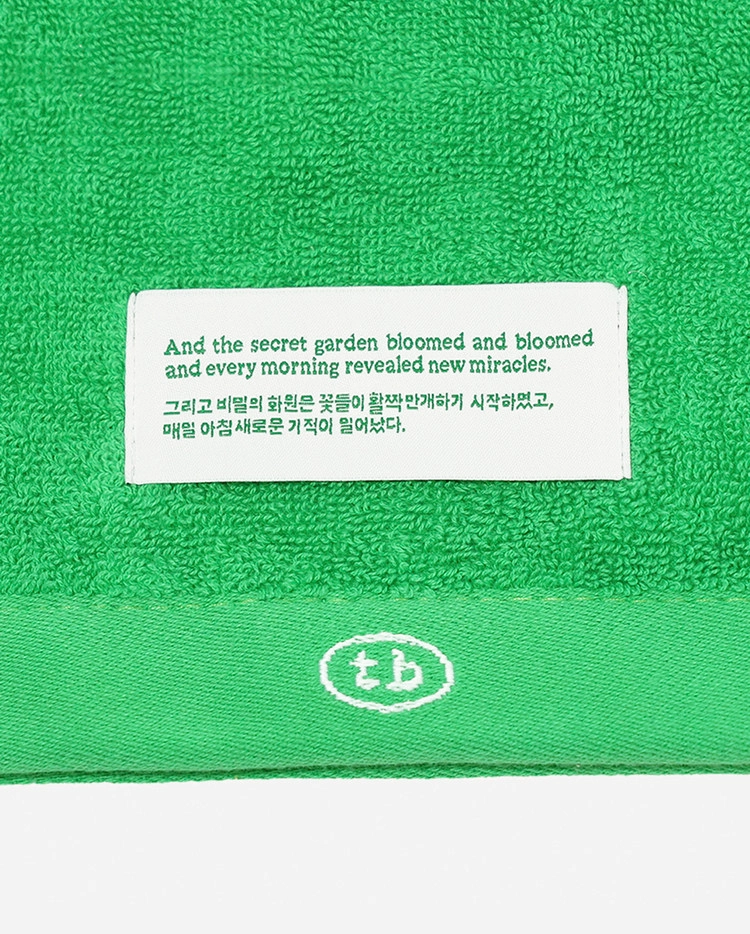 And the secret garden bloomed and bloomed
and every morning revealed new miracles.
그리고 비밀의 화원은 꽃들이 활짝 만개하기 시작하였고,
매일 아침 새로운 기적이 일어났다.
tb